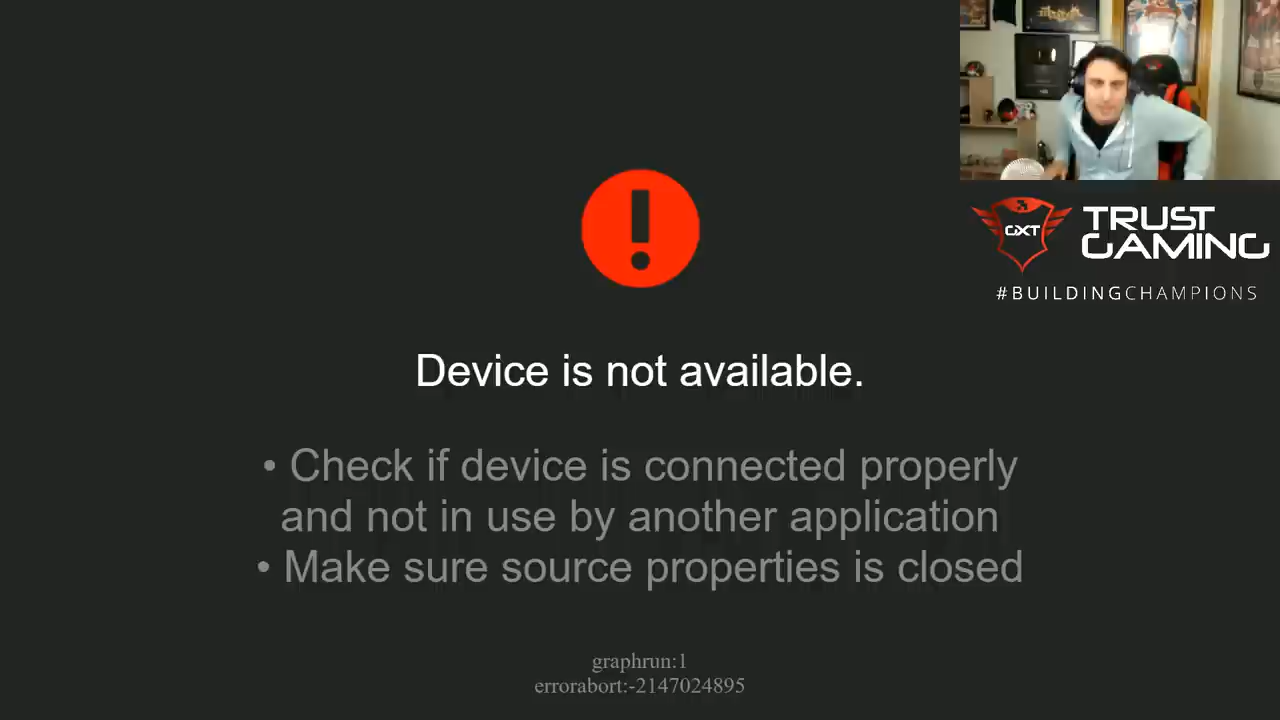 GXT
TRUST
GAMING
#BUILDINGCHAMPIONS
Device is not available.
• Check if device is connected properly
and not in use by another application
• Make sure source properties is closed
graphrun:1
errorabort:-2147024895